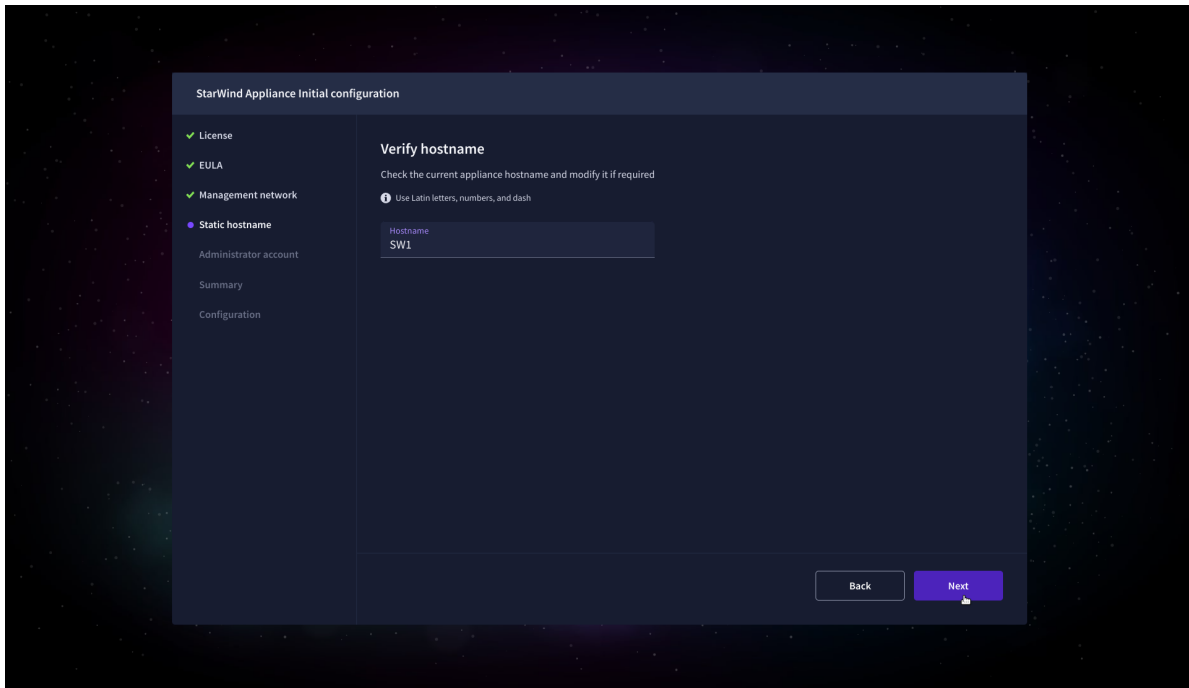 StarWind Appliance Initial configuration
License
EULA
Management network
Static hostname
Administrator account
Summary
Configuration
Verify hostname
Check the current appliance hostname and modify it if required
Use Latin letters, numbers, and dash
Hostname
SW1
Back
Next